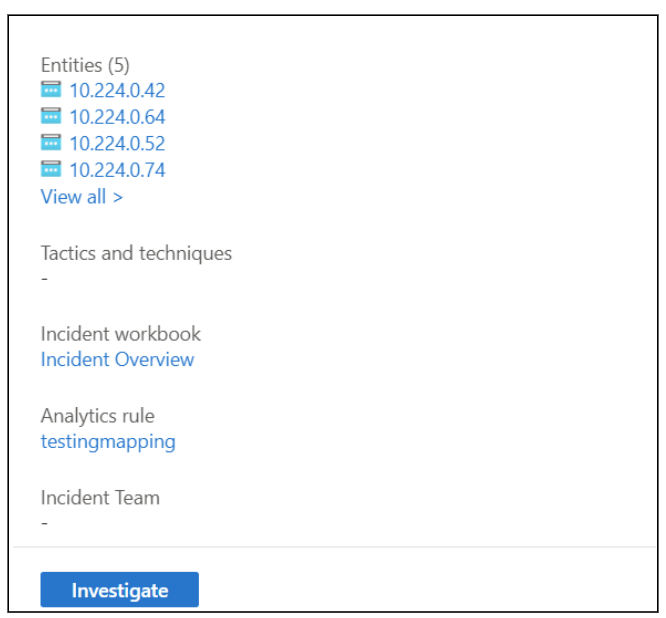 Entities (5)
10.224.0.42
10.224.0.64
10.224.0.52
10.224.0.74
View all >
Tactics and techniques
-
Incident workbook
Incident Overview
Analytics rule
testingmapping
Incident Team
-
Investigate